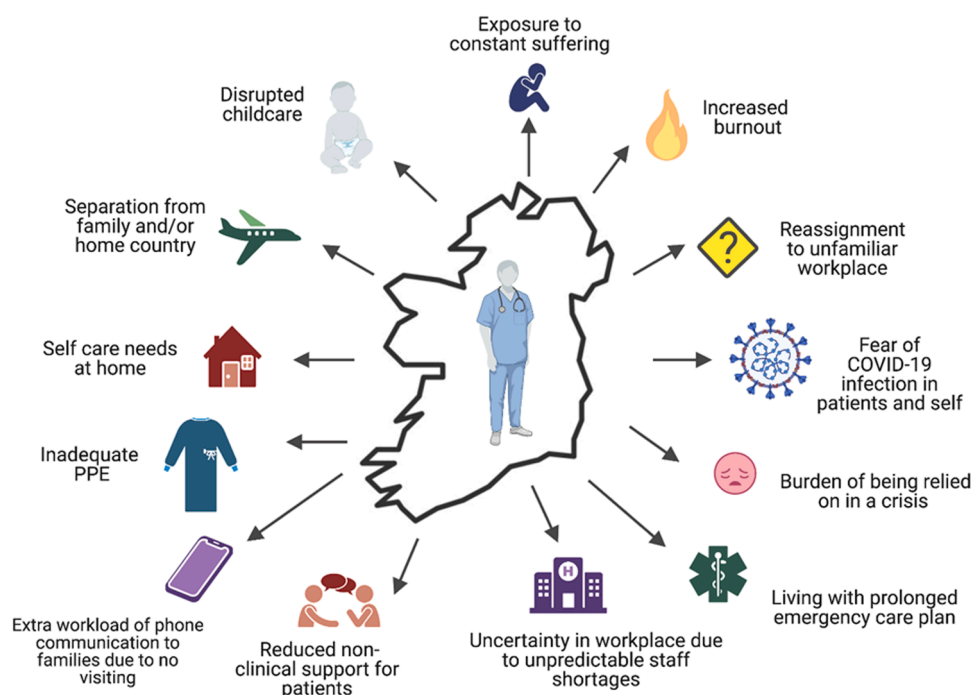 Exposure to
constant suffering
Disrupted
childcare
Increased
burnout
Separation from
family and/or
home country
?
Reassignment
to unfamiliar
workplace
Self care needs
at home
Fear of
COVID-19
infection in
patients and self
Inadequate
PPE
Burden of being relied
on in a crisis
Extra workload of phone
communication to
families due to no
visiting
Reduced non-
clinical support for
patients
H
Uncertainty in workplace due
to unpredictable staff
shortages
Living with prolonged
emergency care plan